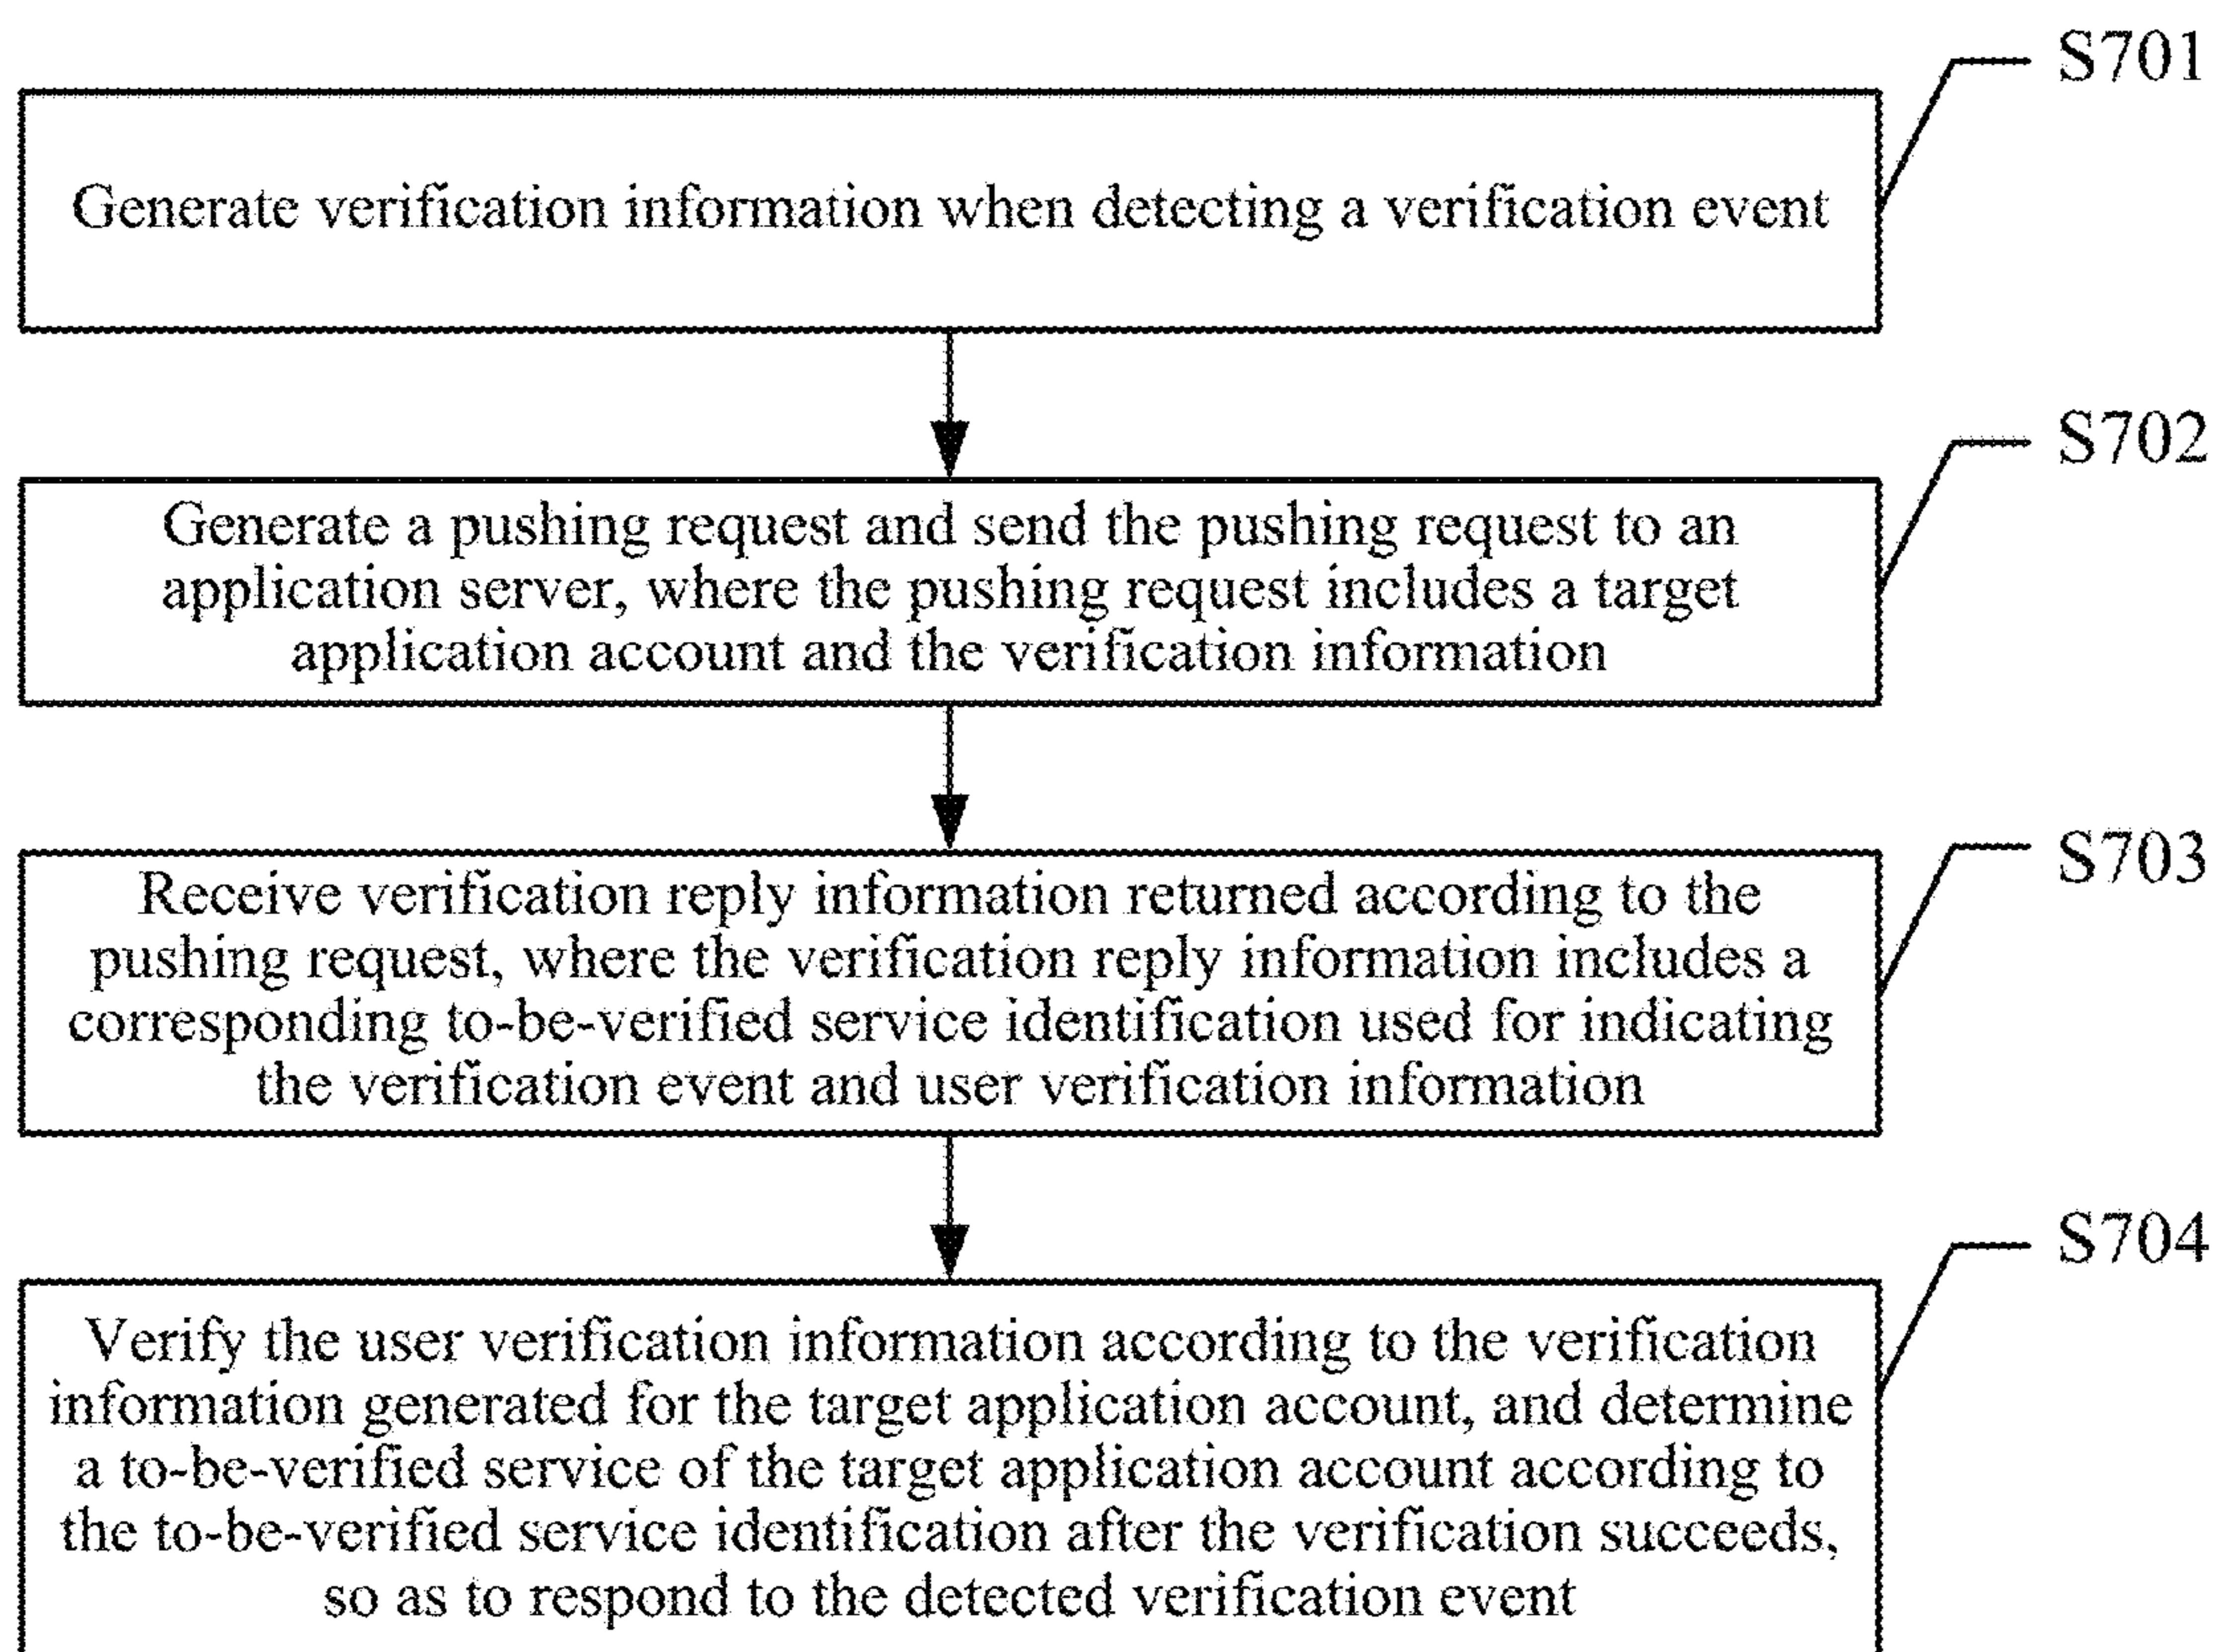 S701
Generate verification information when detecting a verification event
S702
Generate a pushing request and send the pushing request to an
application server, where the pushing request includes a target
application account and the verification information
S703
Receive verification reply information returned according to the
pushing request, where the verification reply information includes a
corresponding to-be-verified service identification used for indicating
the verification event and user verification information
S704
Verify the user verification information according to the verification
information generated for the target application account, and determine
a to-be-verified service of the target application account according to
the to-be-verified service identification after the verification succeeds,
so as to respond to the detected verification event